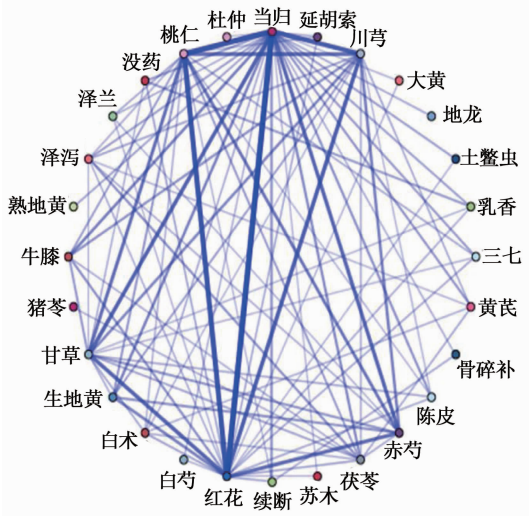 当归
延胡索
川芎
大黄
地龙
土鳖虫
乳香
三七
黄芪
骨碎补
陈皮
赤芍
茯苓
苏木
续断
红花
白芍
白术
生地黄
甘草
猪苓
牛膝
熟地黄
泽泻
泽兰
没药
桃仁
杜仲